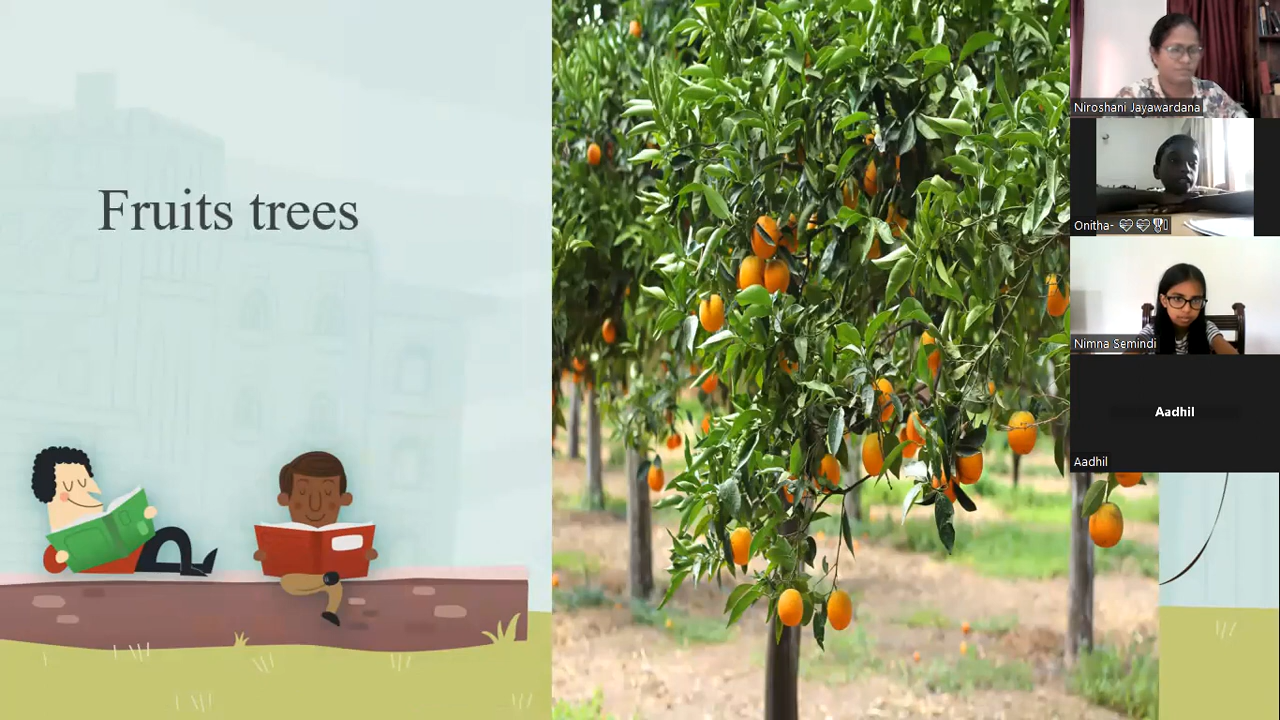 Fruits trees
Niroshani Jayawardana
Onitha-
Nimna Semindi
Aadhil
Aadhil